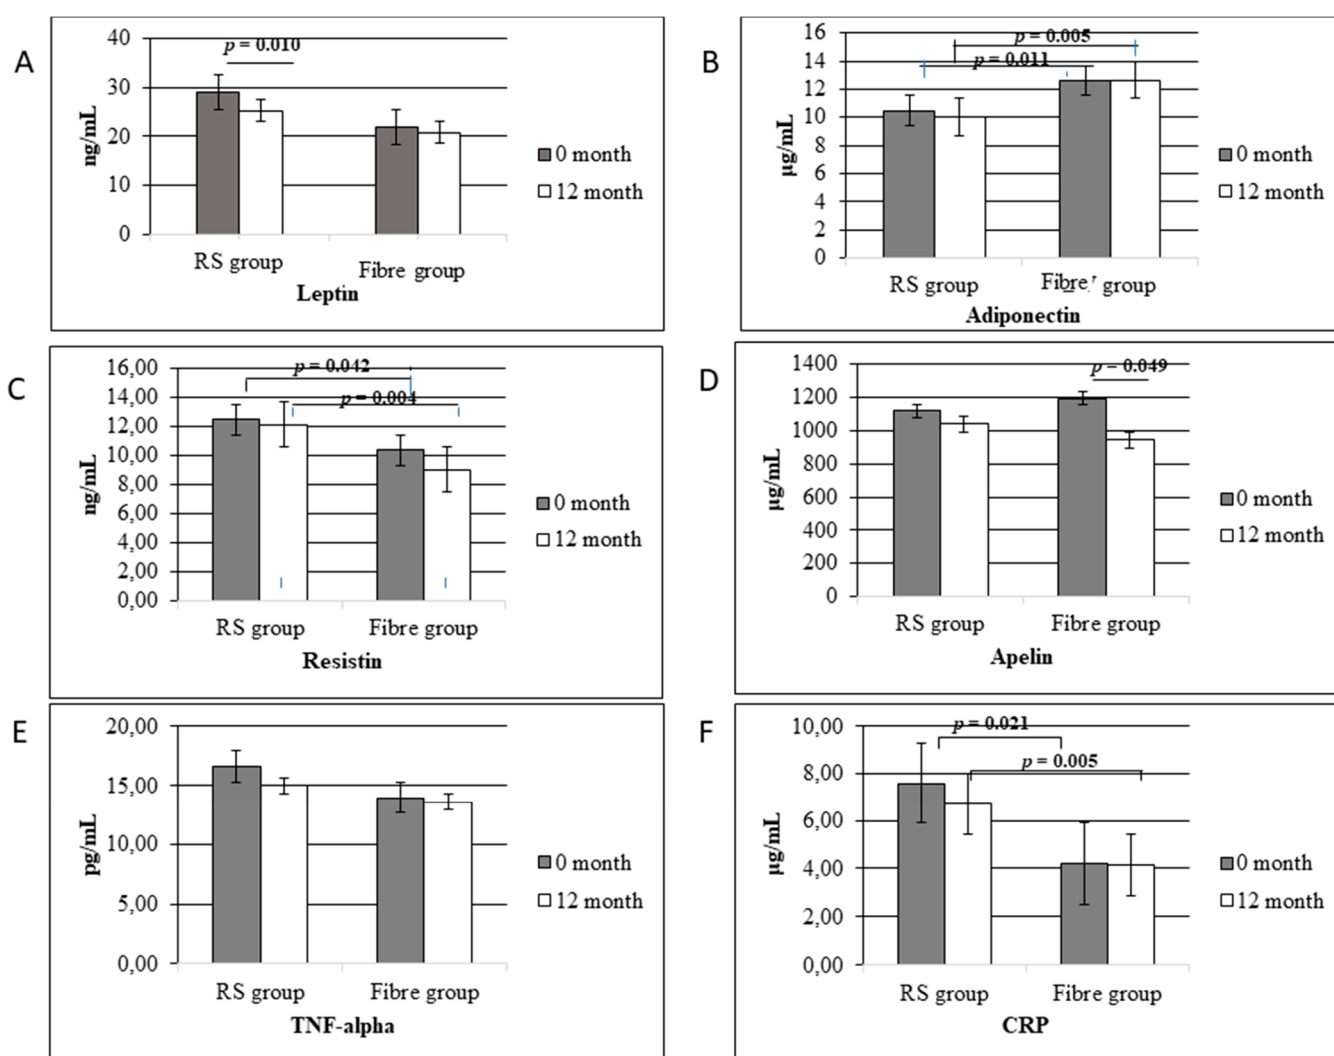 A
40
30
20
10
0
ng/mL
p = 0.010
RS group
Fibre group
Leptin
0 month
12 month
B
16
14
12
10
8
6
4
2
0
µg/mL
p = 0.005
p = 0.011
RS group
Fibre group
Adiponectin
0 month
12 month
C
16,00
14,00
12,00
10,00
8,00
6,00
4,00
2,00
0,00
ng/mL
p = 0.042
p = 0.004
RS group
Fibre group
Resistin
0 month
12 month
D
1400
1200
1000
800
600
400
200
0
µg/mL
p = 0.049
RS group
Fibre group
Apelin
0 month
12 month
E
20,00
15,00
10,00
5,00
0,00
pg/mL
RS group
Fibre group
TNF-alpha
0 month
12 month
F
10,00
8,00
6,00
4,00
2,00
0,00
µg/mL
p = 0.021
p = 0.005
RS group
Fibre group
CRP
0 month
12 month